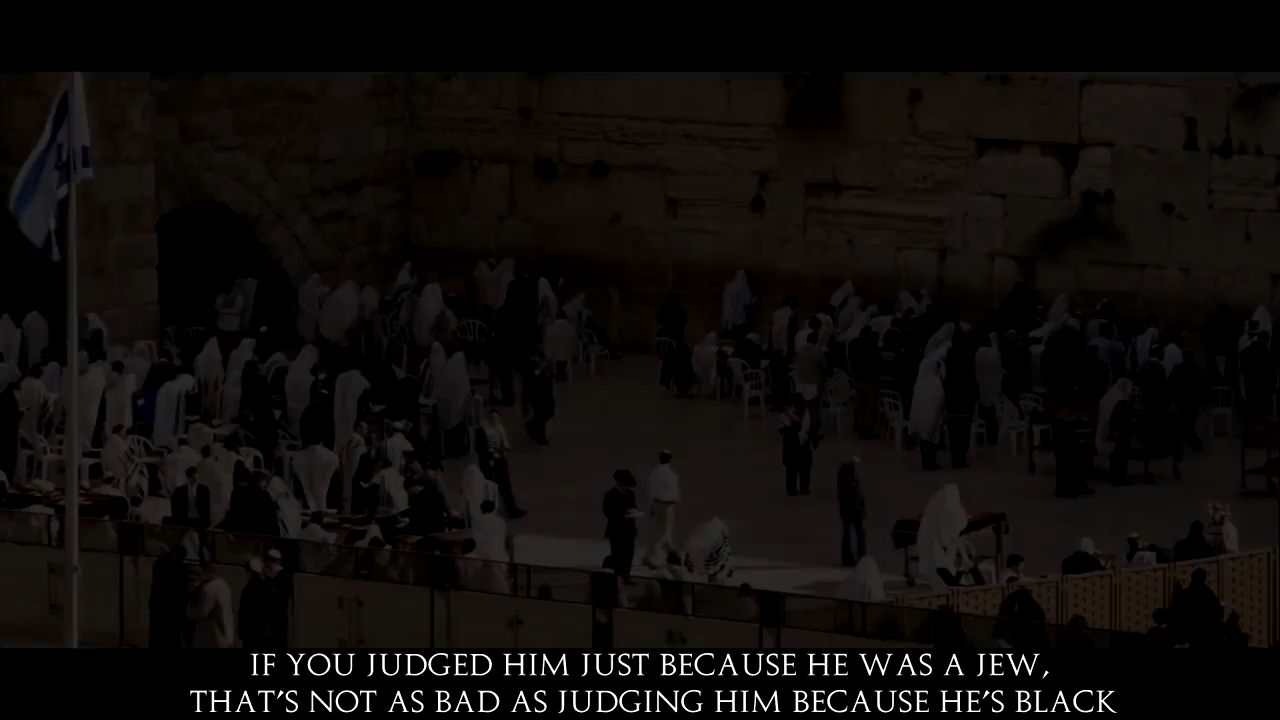 IF YOU JUDGED HIM JUST BECAUSE HE WAS A JEW,
THAT'S NOT AS BAD AS JUDGING HIM BECAUSE HE'S BLACK